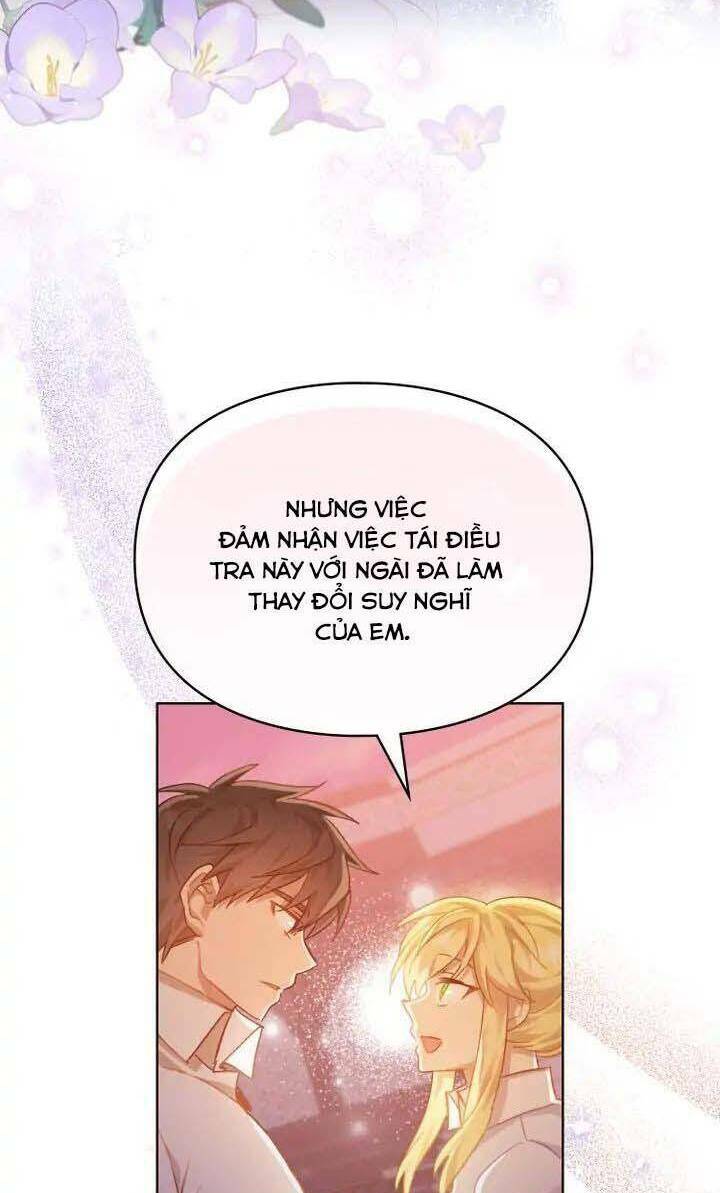 NHƯNG VIỆC
ĐẢM NHẬN VIỆC TÁI ĐIỀU
TRA NÀY VỚI NGÀI ĐÃ LÀM
THAY ĐỔI SUY NGHĨ
CỦA EM.